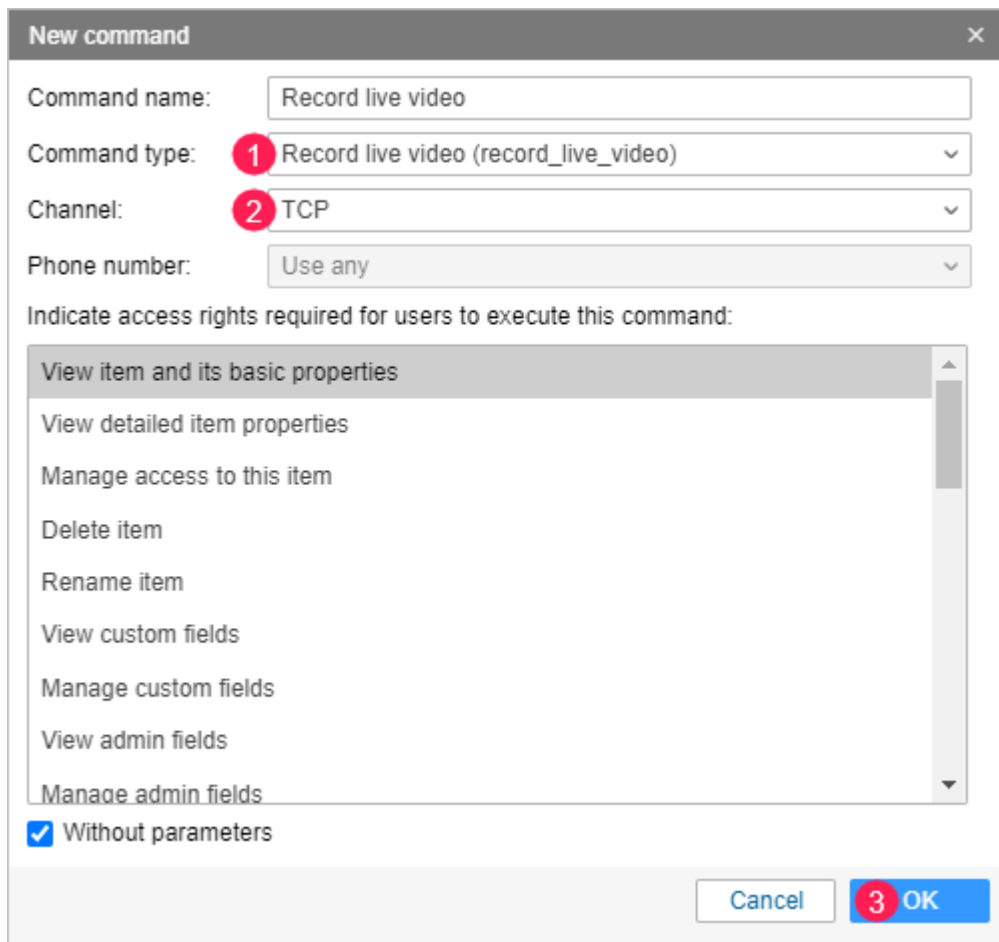 New command
Command name: Record live video
Command type: 1 Record live video (record_live_video)
Channel: 2 TCP
Phone number: Use any
Indicate access rights required for users to execute this command:
View item and its basic properties
View detailed item properties
Manage access to this item
Delete item
Rename item
View custom fields
Manage custom fields
View admin fields
Manage admin fields
Without parameters
Cancel 3 OK